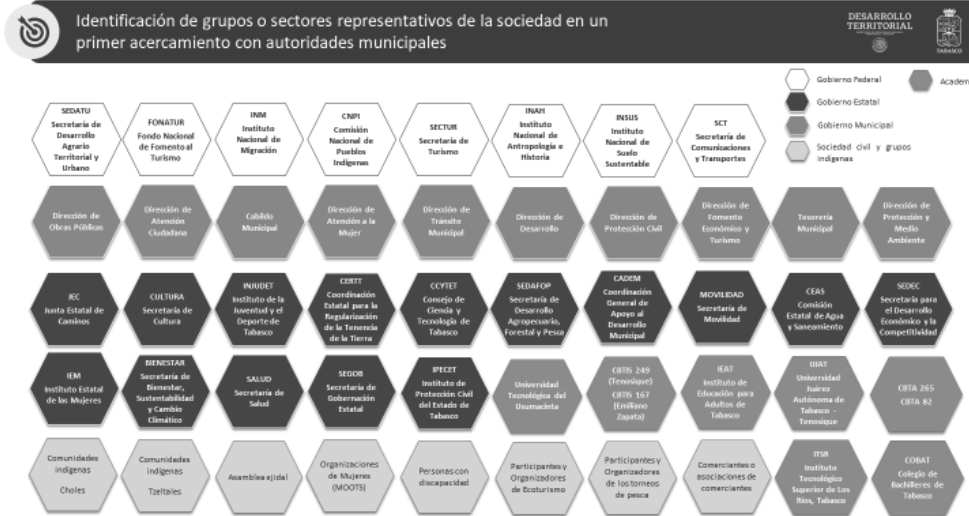 Identificación de grupos o sectores representativos de la sociedad en un
primer acercamiento con autoridades municipales
DESARROLLO
TERRITORIAL
TABASCO
Gobierno Federal
Academ
Gobierno Estatal
Gobierno Municipal
Sociedad civil y grupos
indígenas
SEDATU
Secretaría de
Desarrollo
Agrario
Territorial y
Urbano
FONATUR
Fondo Nacional
de Fomento al
Turismo
INM
Instituto
Nacional de
Migración
CNPI
Comisión
Nacional de
Pueblos
Indígenas
SECTUR
Secretaría de
Turismo
INAH
Instituto
Nacional de
Antropología e
Historia
INSUS
Instituto
Nacional de
Suelo
Sustentable
SCT
Secretaría de
Comunicaciones
y Transportes
Dirección de
Obras Públicas
Dirección de
Atención
Ciudadana
Cabildo
Municipal
Dirección de
Atención a la
Mujer
Dirección de
Tránsito
Municipal
Dirección de
Desarrollo
Dirección de
Protección Civil
Dirección de
Fomento
Económico y
Turismo
Tesorería
Municipal
Dirección de
Protección y
Medio
Ambiente
JEC
Junta Estatal de
Caminos
CULTURA
Secretaría de
Cultura
INJUDET
Instituto de la
Juventud y el
Deporte de
Tabasco
CERTT
Coordinación
Estatal para la
Regularización
de la Tenencia
de la Tierra
CCYTET
Consejo de
Ciencia y
Tecnología de
Tabasco
SEDAFOP
Secretaría de
Desarrollo
Agropecuario,
Forestal y Pesca
CADEM
Coordinación
General de
Apoyo al
Desarrollo
Municipal
MOVILIDAD
Secretaría de
Movilidad
CEAS
Comisión
Estatal de Agua
y Saneamiento
SEDEC
Secretaría para
el Desarrollo
Económico y la
Competitividad
IEM
Instituto Estatal
de las Mujeres
BIENESTAR
Secretaría de
Bienestar,
Sustentabilidad
y Cambio
Climático
SALUD
Secretaría de
Salud
SEGOB
Secretaría de
Gobernación
Estatal
IPECET
Instituto de
Protección Civil
del Estado de
Tabasco
Universidad
Tecnológica del
Usumacinta
CBTIS 249
(Tenosique)
CBTIS 167
(Emiliano
Zapata)
IEAT
Instituto de
Educación para
Adultos de
Tabasco
UJAT
Universidad
Juárez
Autónoma de
Tabasco -
Tenosique
CBTA 265
CBTA 82
Comunidades
indígenas
Choles
Comunidades
indígenas
Tzeltales
Asamblea ejidal
Organizaciones
de Mujeres
(MOOTS)
Personas con
discapacidad
Participantes y
Organizadores
de Ecoturismo
Participantes y
Organizadores
de los torneos
de pesca
Comerciantes o
asociaciones de
comerciantes
ITSR
Instituto
Tecnológico
Superior de Los
Ríos, Tabasco
COBAT
Colegio de
Bachilleres de
Tabasco